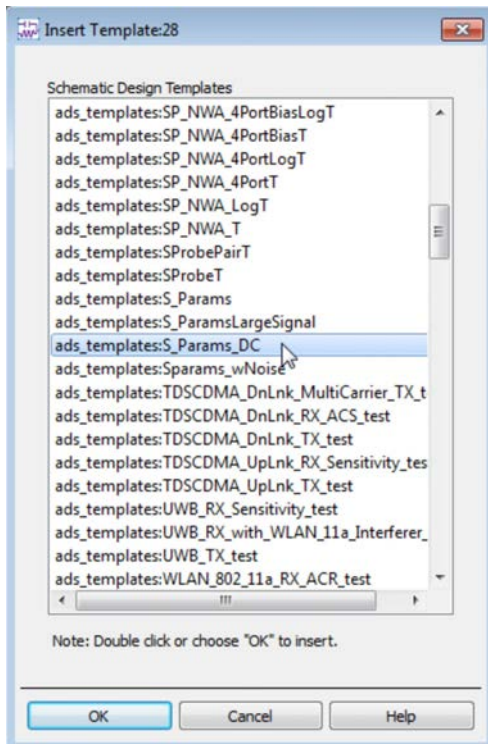 Insert Template:28
Schematic Design Templates
ads_templates:SP_NWA_4PortBiasLogT
ads_templates:SP_NWA_4PortBiasT
ads_templates:SP_NWA_4PortLogT
ads_templates:SP_NWA_4PortT
ads_templates:SP_NWA_LogT
ads_templates:SP_NWA_T
ads_templates:SProbePairT
ads_templates:SProbeT
ads_templates:S_Params
ads_templates:S_ParamsLargeSignal
ads_templates:S_Params_DC
ads_templates:Sparams_wNoise
ads_templates:TDSCDMA_DnLnk_MultiCarrier_TX_t
ads_templates:TDSCDMA_DnLnk_RX_ACS_test
ads_templates:TDSCDMA_DnLnk_TX_test
ads_templates:TDSCDMA_UpLnk_RX_Sensitivity_tes
ads_templates:TDSCDMA_UpLnk_TX_test
ads_templates:UWB_RX_Sensitivity_test
ads_templates:UWB_RX_with_WLAN_11a_Interferer_
ads_templates:UWB_TX_test
ads_templates:WLAN_802_11a_RX_ACR_test
Note: Double click or choose "OK" to insert.
OK Cancel Help